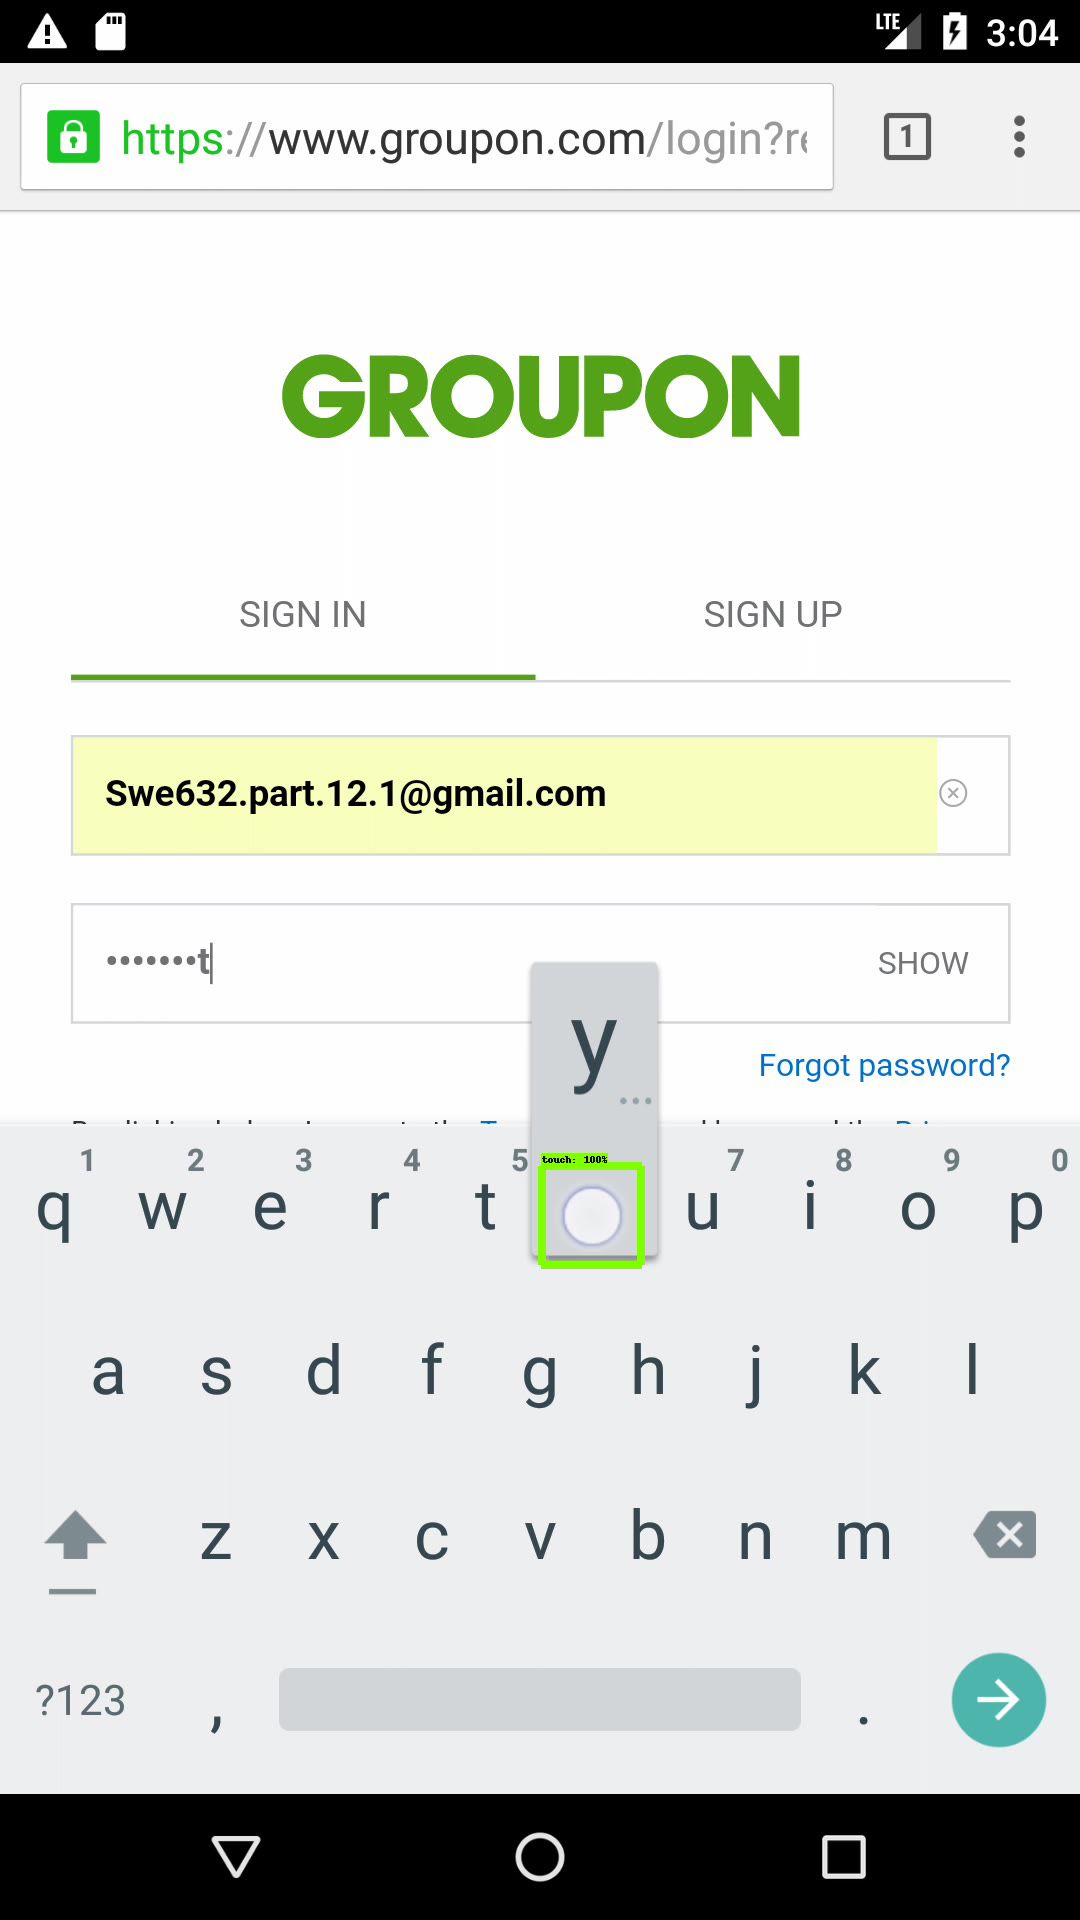 LTE 3:04
https://www.groupon.com/login?re
1
GROUPON
SIGN IN SIGN UP
Swe632.part.12.1@gmail.com
•••••••t SHOW
y
Forgot password?
touch: 100%
1 2 3 4 5 7 8 9 0
q w e r t u i o p
a s d f g h j k l
z x c v b n m
?123 , .